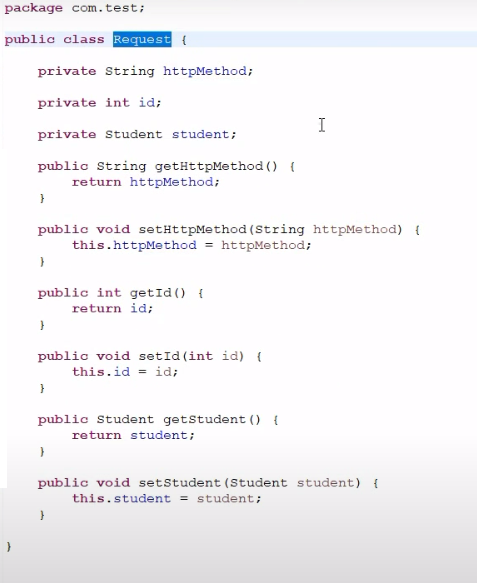 package com.test;
public class Request {
private String httpMethod;
private int id;
private Student student;
public String getHttpMethod() {
return httpMethod;
}
public void setHttpMethod(String httpMethod) {
this.httpMethod = httpMethod;
}
public int getId() {
return id;
}
public void setId(int id) {
this.id = id;
}
public Student getStudent() {
return student;
}
public void setStudent(Student student) {
this.student = student;
}
}